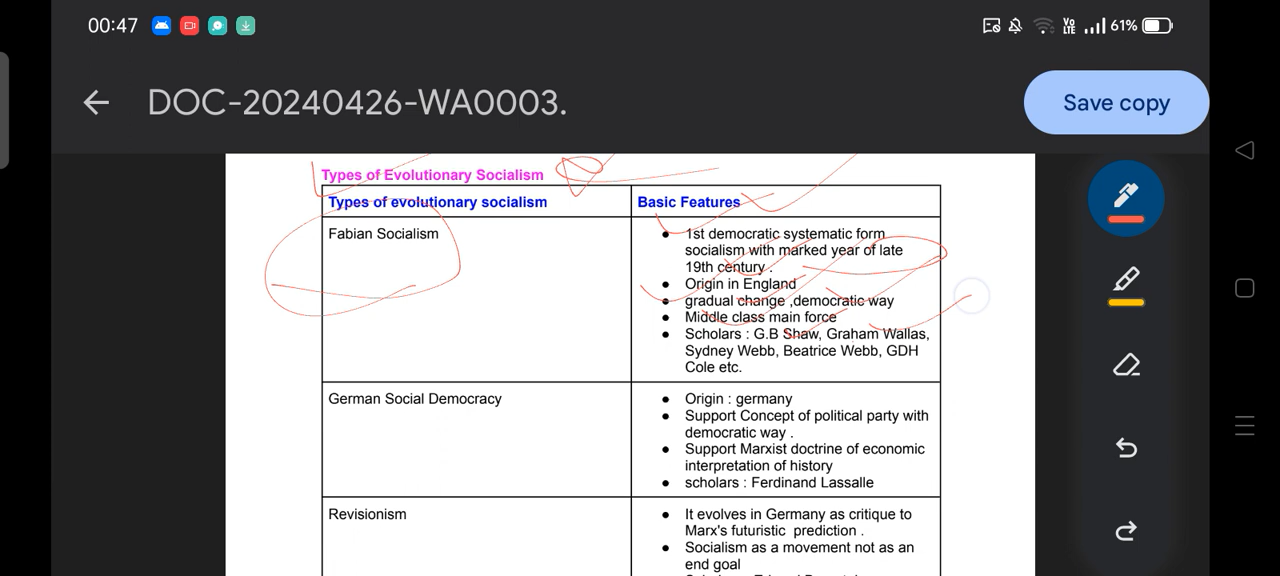 00:47
Vo LTE 61%
DOC-20240426-WA0003.
Save copy
Types of Evolutionary Socialism
Types of evolutionary socialism
Basic Features
Fabian Socialism
● 1st democratic systematic form
socialism with marked year of late
19th century .
● Origin in England
● gradual change ,democratic way
● Middle class main force
● Scholars : G.B Shaw, Graham Wallas,
Sydney Webb, Beatrice Webb, GDH
Cole etc.
German Social Democracy
● Origin : germany
● Support Concept of political party with
democratic way .
● Support Marxist doctrine of economic
interpretation of history
● scholars : Ferdinand Lassalle
Revisionism
● It evolves in Germany as critique to
Marx's futuristic prediction .
● Socialism as a movement not as an
end goal